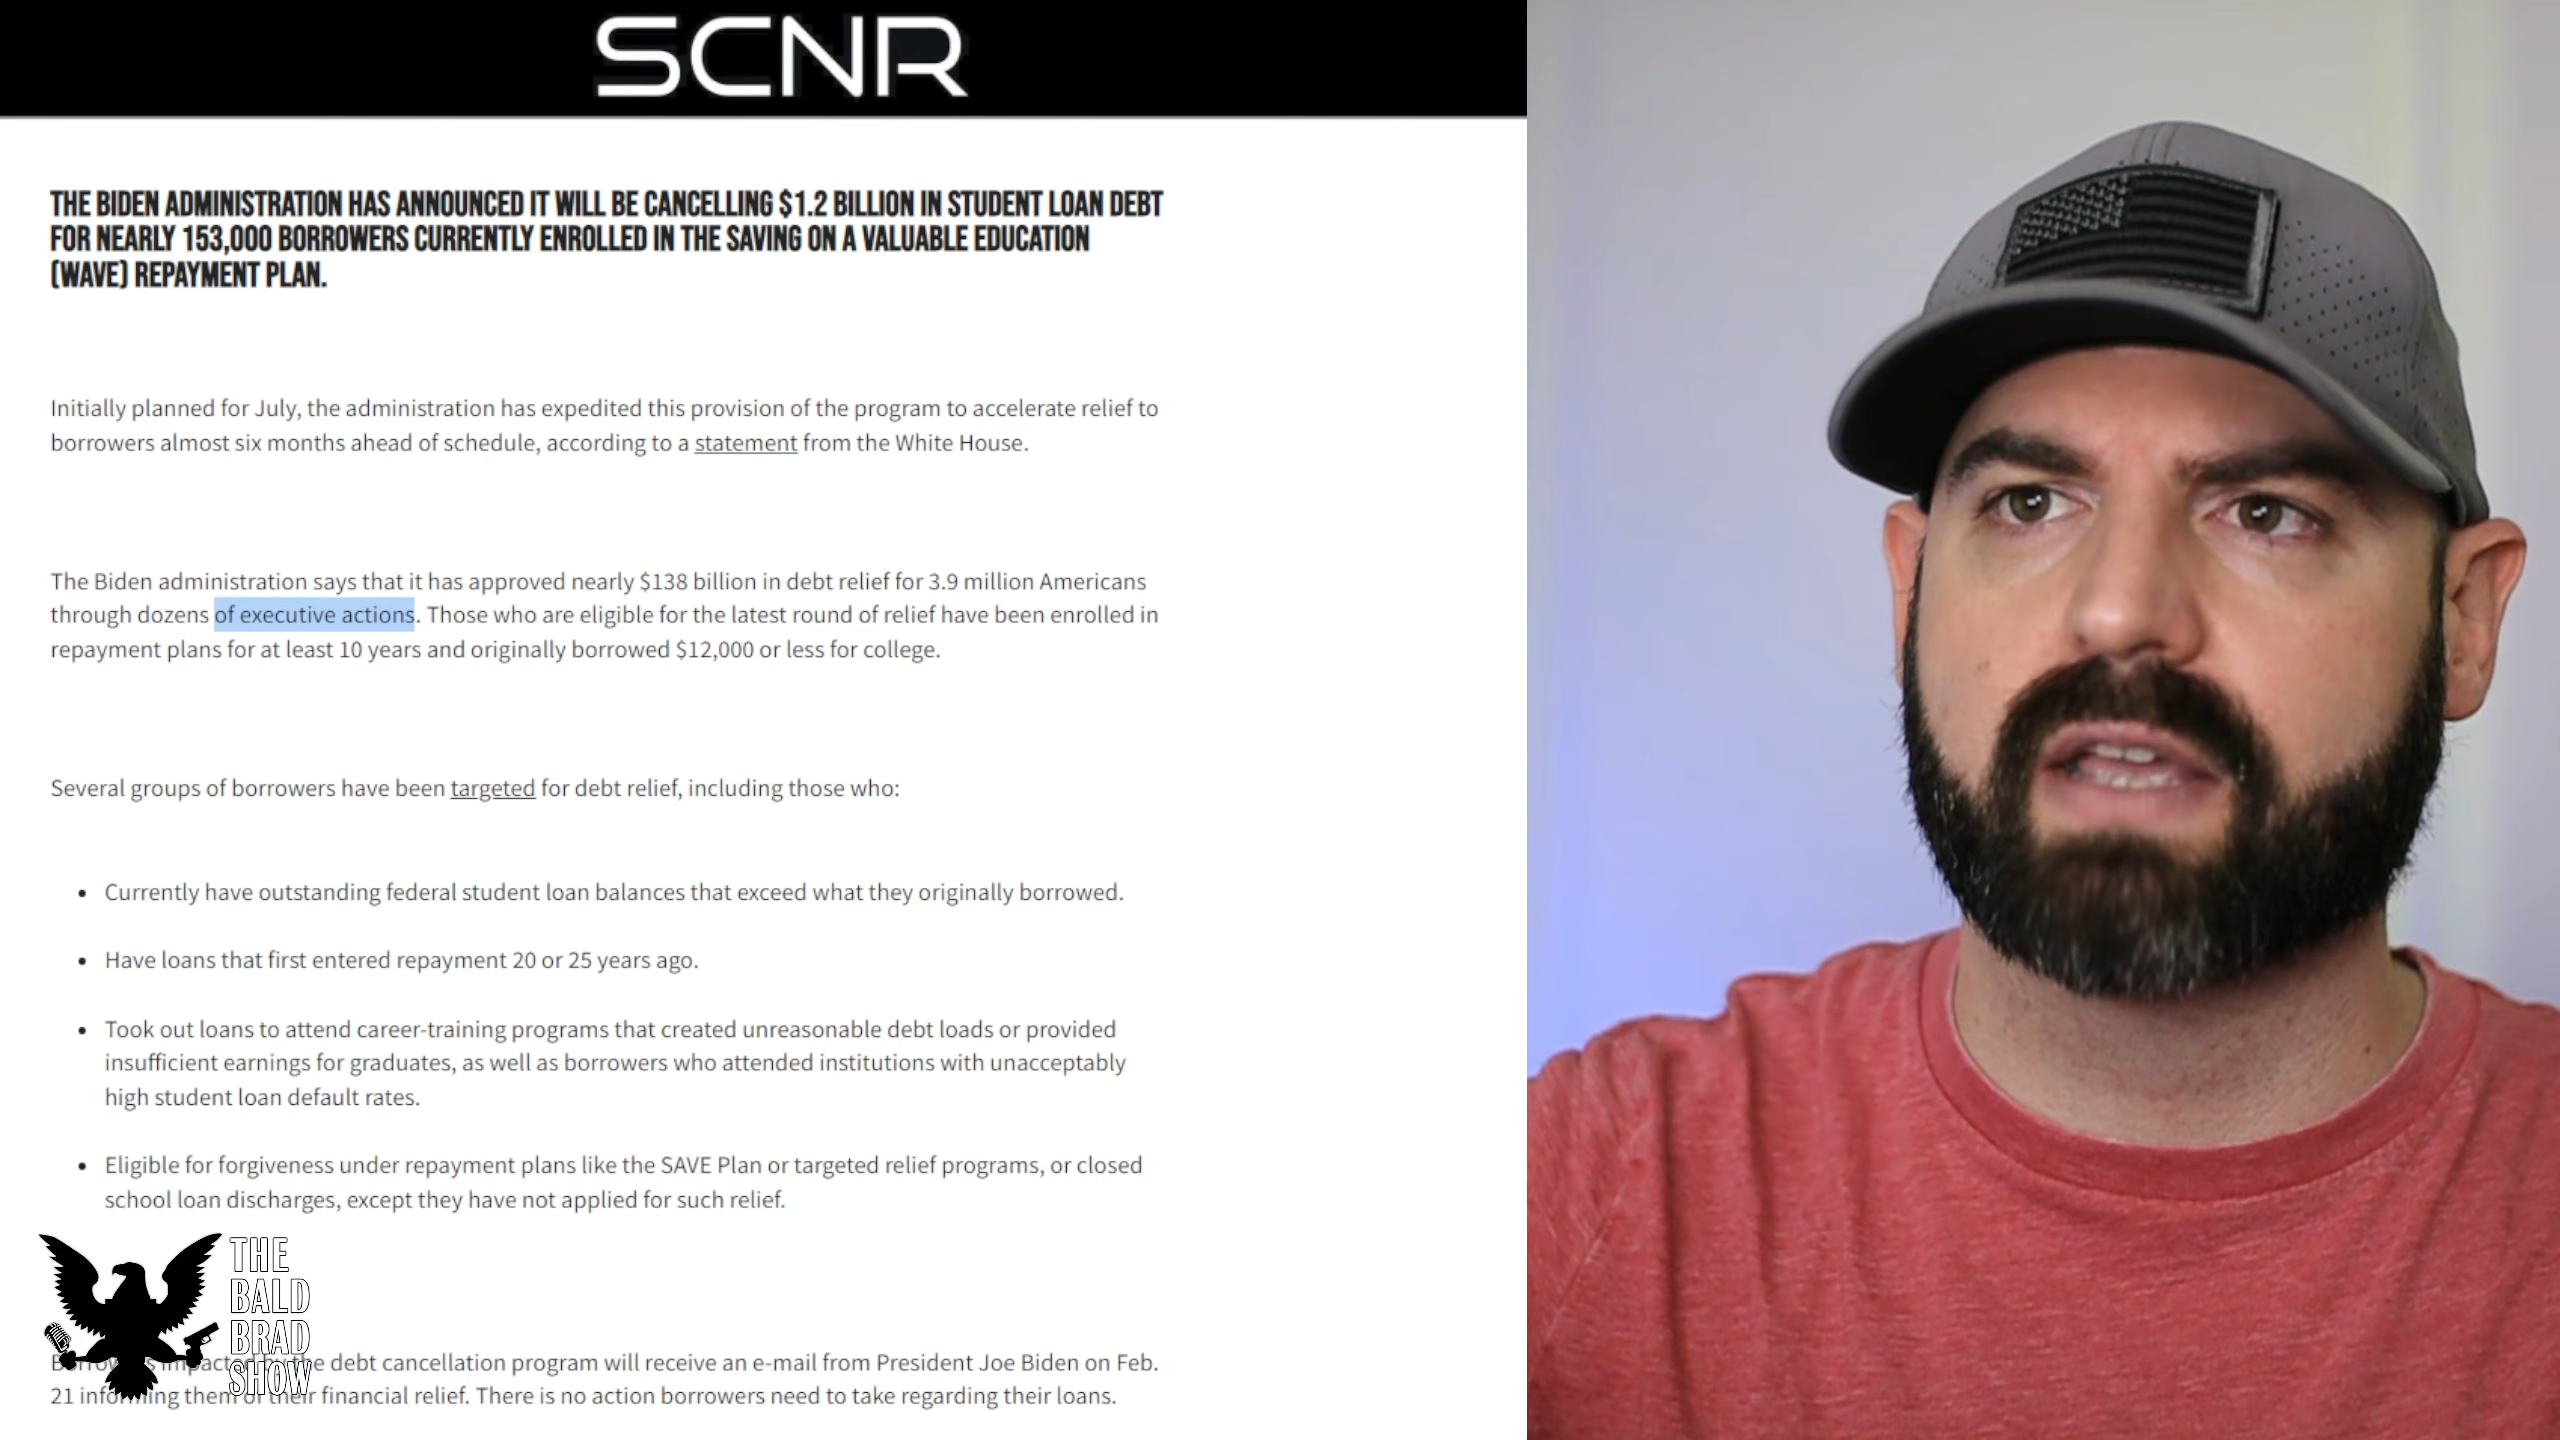 SCNR
THE BIDEN ADMINISTRATION HAS ANNOUNCED IT WILL BE CANCELLING $1.2 BILLION IN STUDENT LOAN DEBT
FOR NEARLY 153,000 BORROWERS CURRENTLY ENROLLED IN THE SAVING ON A VALUABLE EDUCATION
(WAVE) REPAYMENT PLAN.
Initially planned for July, the administration has expedited this provision of the program to accelerate relief to
borrowers almost six months ahead of schedule, according to a statement from the White House.
The Biden administration says that it has approved nearly $138 billion in debt relief for 3.9 million Americans
through dozens of executive actions. Those who are eligible for the latest round of relief have been enrolled in
repayment plans for at least 10 years and originally borrowed $12,000 or less for college.
Several groups of borrowers have been targeted for debt relief, including those who:
• Currently have outstanding federal student loan balances that exceed what they originally borrowed.
• Have loans that first entered repayment 20 or 25 years ago.
• Took out loans to attend career-training programs that created unreasonable debt loads or provided
insufficient earnings for graduates, as well as borrowers who attended institutions with unacceptably
high student loan default rates.
• Eligible for forgiveness under repayment plans like the SAVE Plan or targeted relief programs, or closed
school loan discharges, except they have not applied for such relief.
THE
BALD
BRAD
SHOW
debt cancellation program will receive an e-mail from President Joe Biden on Feb.
21 informing them of their financial relief. There is no action borrowers need to take regarding their loans.